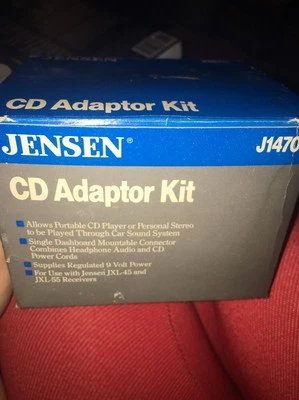 CD Adaptor Kit
JENSEN® J1470
CD Adaptor Kit
Allows Portable CD Player or Personal Stereo
to be Played Through Car Sound System
Single Dashboard Mountable Connector
Combines Headphone Audio and CD
Power Cords
Supplies Regulated 9 Volt Power
For Use with Jensen JXL-45 and
JXL-55 Receivers